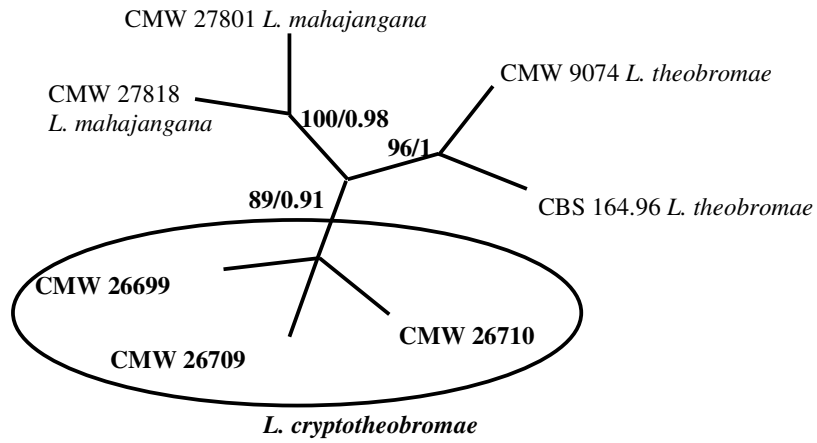 CMW 27801 L. mahajangana
CMW 9074 L. theobromae
CMW 27818
L. mahajangana
100/0.98
96/1
89/0.91
CBS 164.96 L. theobromae
CMW 26699
CMW 26710
CMW 26709
L. cryptotheobromae